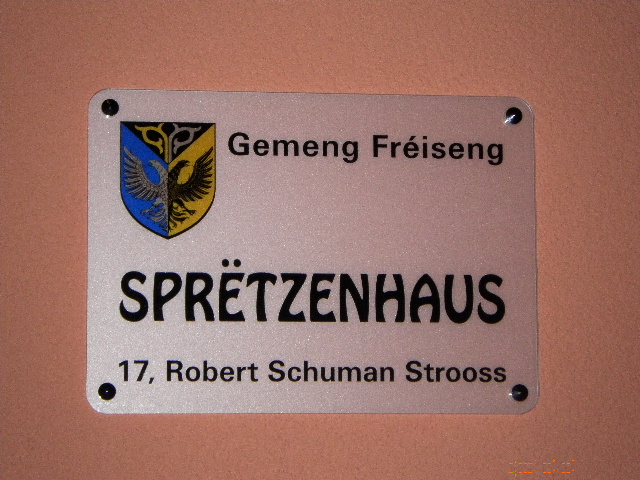 Gemeng Fréiseng
SPRËTZENHAUS
17, Robert Schuman Strooss